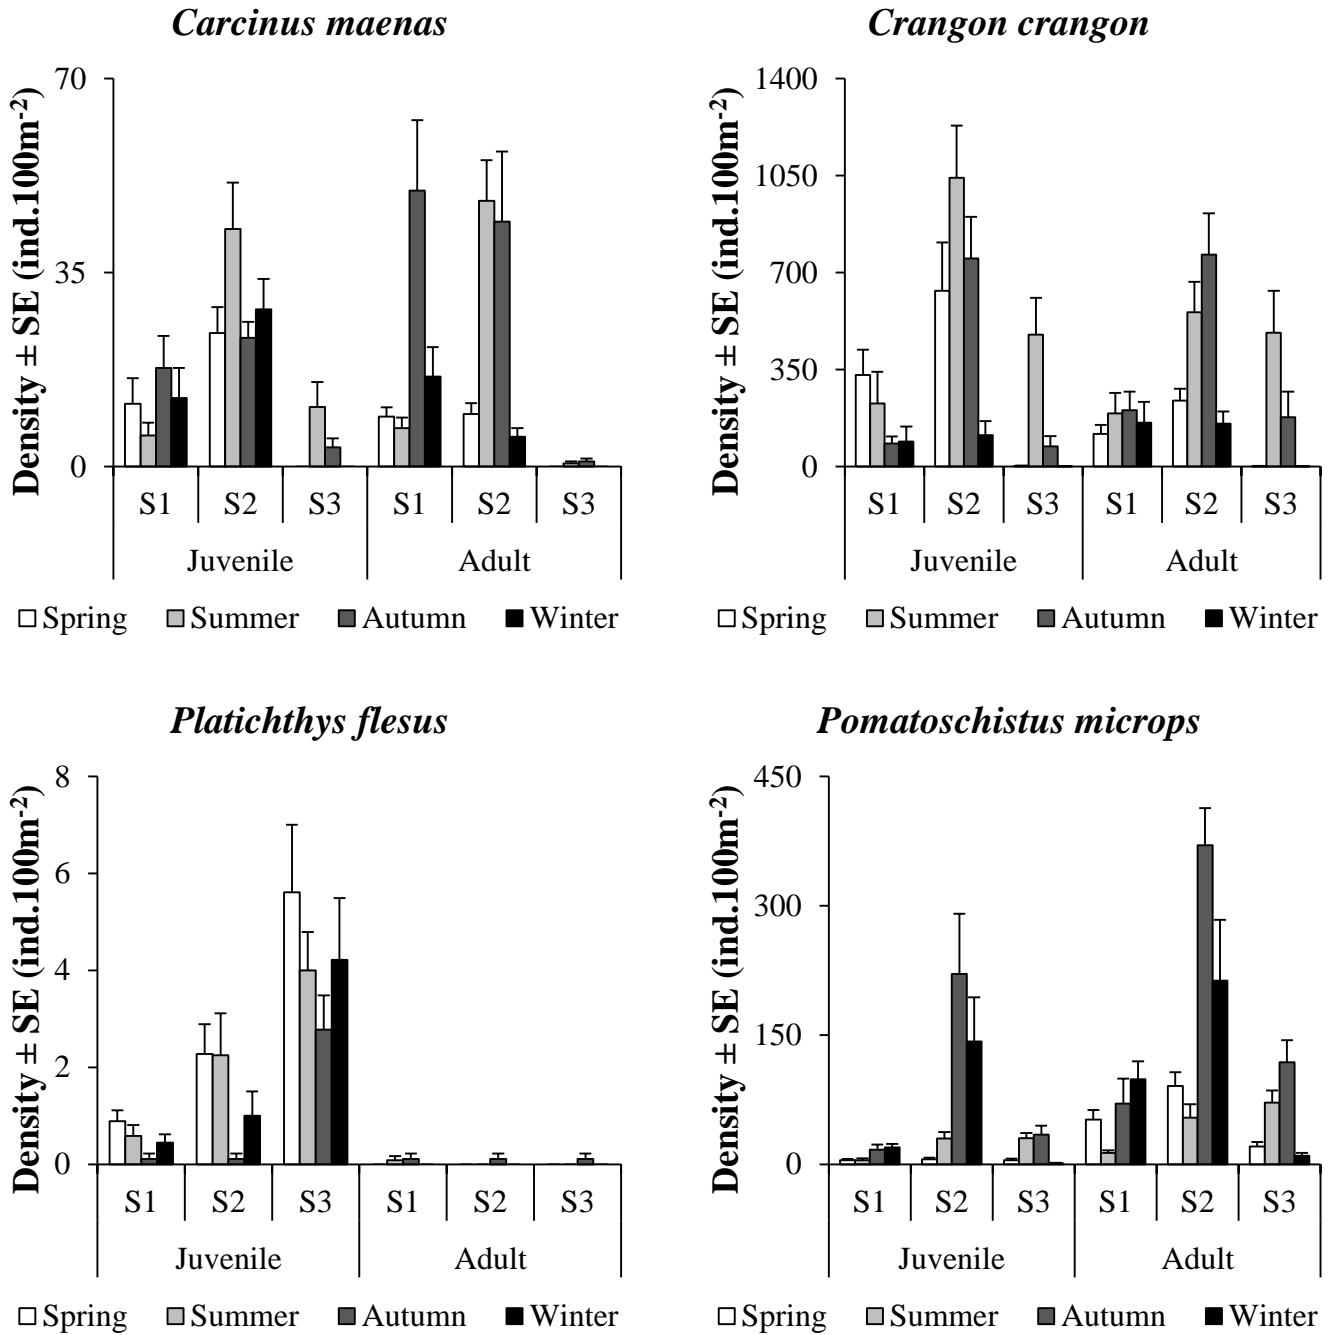 Carcinus maenas
Density ± SE (ind.100m-2)
70
35
0
S1 S2 S3 S1 S2 S3
Juvenile Adult
Spring Summer Autumn Winter
Crangon crangon
Density ± SE (ind.100m-2)
1400
1050
700
350
0
S1 S2 S3 S1 S2 S3
Juvenile Adult
Spring Summer Autumn Winter
Platichthys flesus
Density ± SE (ind.100m-2)
8
6
4
2
0
S1 S2 S3 S1 S2 S3
Juvenile Adult
Spring Summer Autumn Winter
Pomatoschistus microps
Density ± SE (ind.100m-2)
450
300
150
0
S1 S2 S3 S1 S2 S3
Juvenile Adult
Spring Summer Autumn Winter